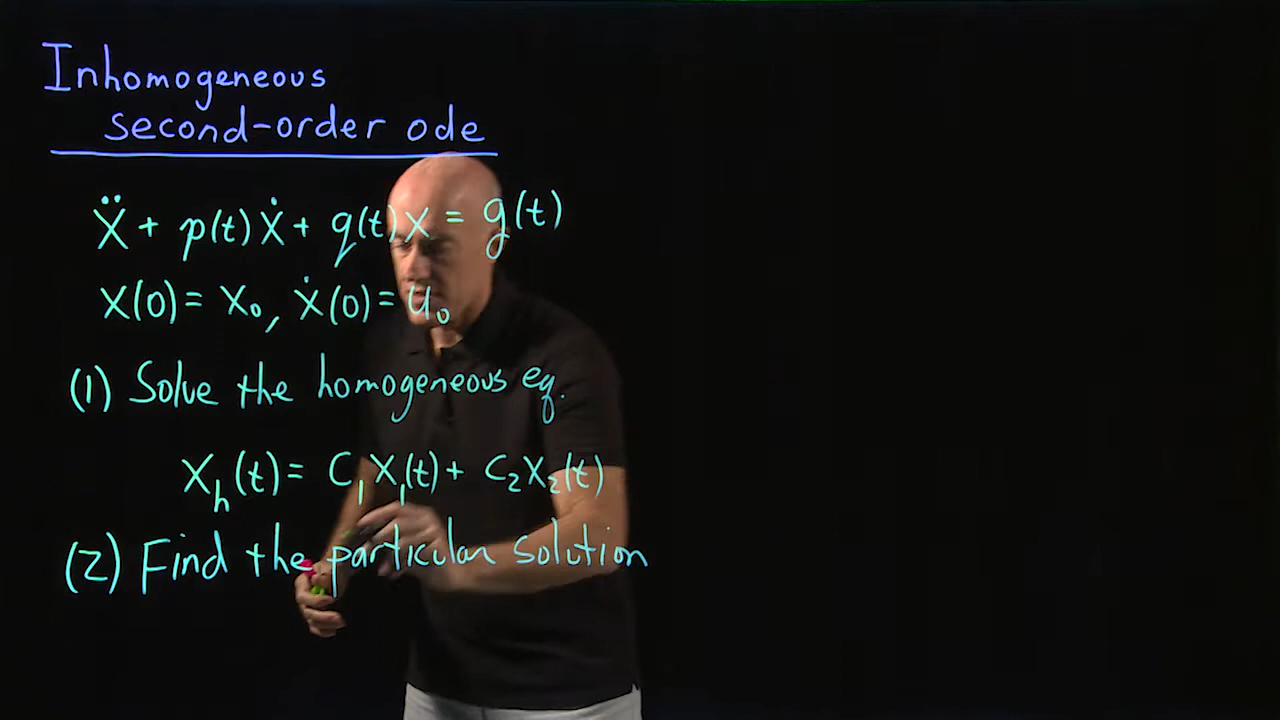 Inhomogeneous
second-order ode
ẍ + p(t)ẋ + q(t)x = g(t)
x(0) = x₀, ẋ(0) = u₀
(1) Solve the homogeneous eq.
xₕ(t) = c₁x₁(t) + c₂x₂(t)
(2) Find the particular solution